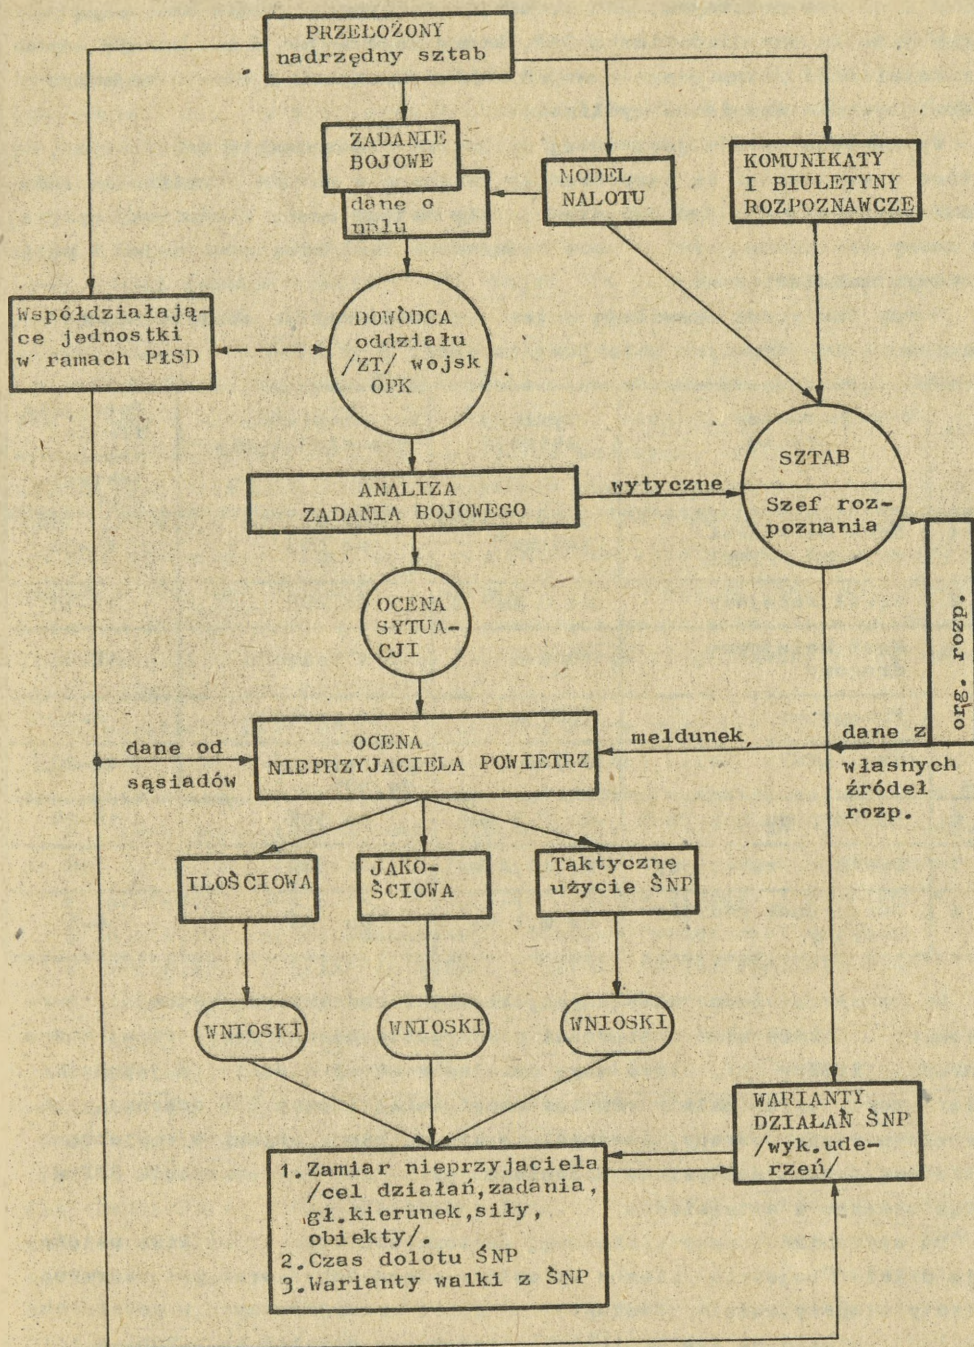 PRZEŁOŻONY
nadrzędny sztab
ZADANIE
BOJOWE
dane o
nplu
MODEL
NALOTU
KOMUNIKATY
I BIULETYNY
ROZPOZNAWCZE
Współdziałają-
ce jednostki
w ramach PŁSD
DOWÓDCA
oddziału
/ZT/ wojsk
OPK
SZTAB
Szef roz-
poznania
ANALIZA
ZADANIA BOJOWEGO
wytyczne
org. rozp.
OCENA
SYTUA-
CJI
OCENA
NIEPRZYJACIELA POWIETRZ
dane od
sąsiadów
meldunek,
dane z
własnych
źródeł
rozp.
ILOŚCIOWA
JAKO-
ŚCIOWA
Taktyczne
użycie ŚNP
WNIOSKI
WNIOSKI
WNIOSKI
WARIANTY
DZIAŁAŃ ŚNP
/wyk.ude-
rzeń/
1.Zamiar nieprzyjaciela
/cel działań,zadania,
gł.kierunek,siły,
obiekty/.
2.Czas dolotu ŚNP
3.Warianty walki z ŚNP